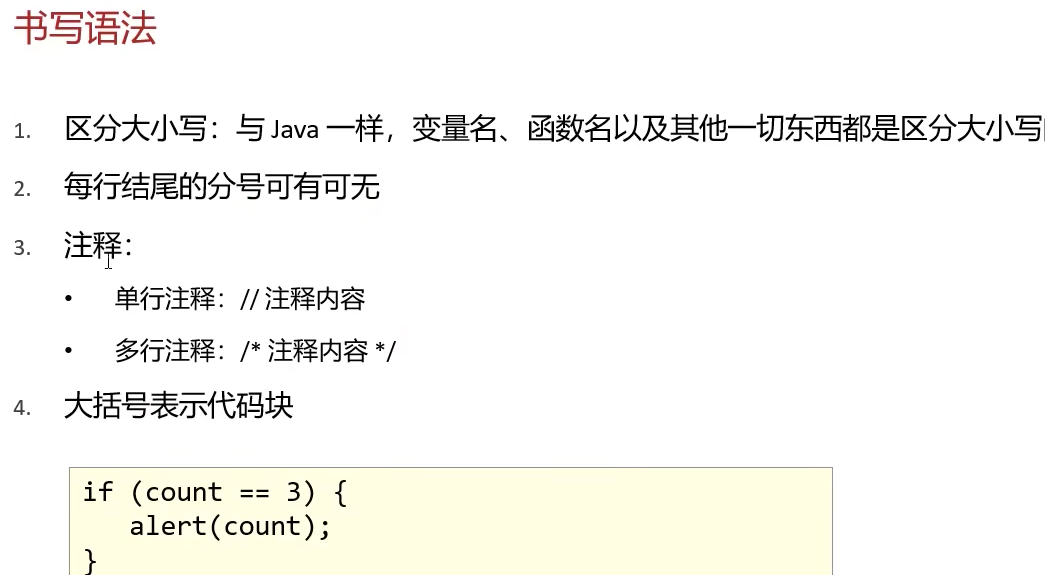 书写语法
1. 区分大小写：与 Java 一样，变量名、函数名以及其他一切东西都是区分大小写
2. 每行结尾的分号可有可无
3. 注释：
• 单行注释：// 注释内容
• 多行注释：/* 注释内容 */
4. 大括号表示代码块
if (count == 3) {
   alert(count);
}